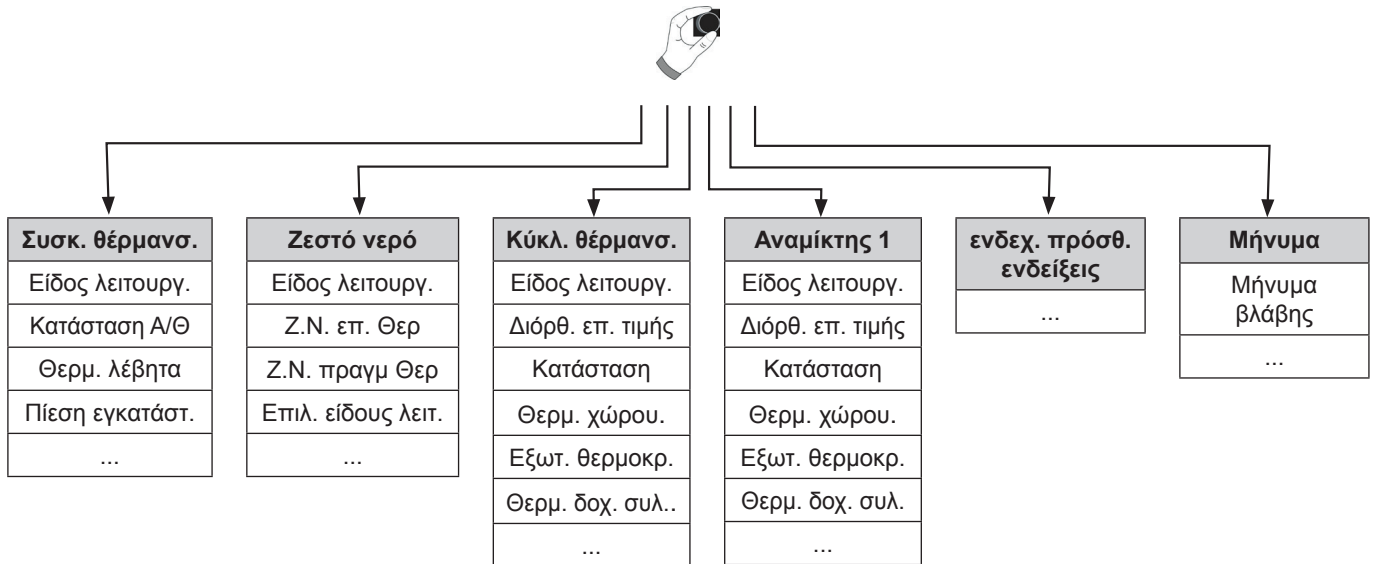 Συσκ. θέρμανσ.
Είδος λειτουργ.
Κατάσταση Α/Θ
Θερμ. λέβητα
Πίεση εγκατάστ.
...
Ζεστό νερό
Είδος λειτουργ.
Ζ.Ν. επ. Θερ
Ζ.Ν. πραγμ Θερ
Επιλ. είδους λειτ.
...
Κύκλ. θέρμανσ.
Είδος λειτουργ.
Διόρθ. επ. τιμής
Κατάσταση
Θερμ. χώρου.
Εξωτ. θερμοκρ.
Θερμ. δοχ. συλ..
...
Αναμίκτης 1
Είδος λειτουργ.
Διόρθ. επ. τιμής
Κατάσταση
Θερμ. χώρου.
Εξωτ. θερμοκρ.
Θερμ. δοχ. συλ.
...
ενδεχ. πρόσθ.
ενδείξεις
...
Μήνυμα
Μήνυμα
βλάβης
...